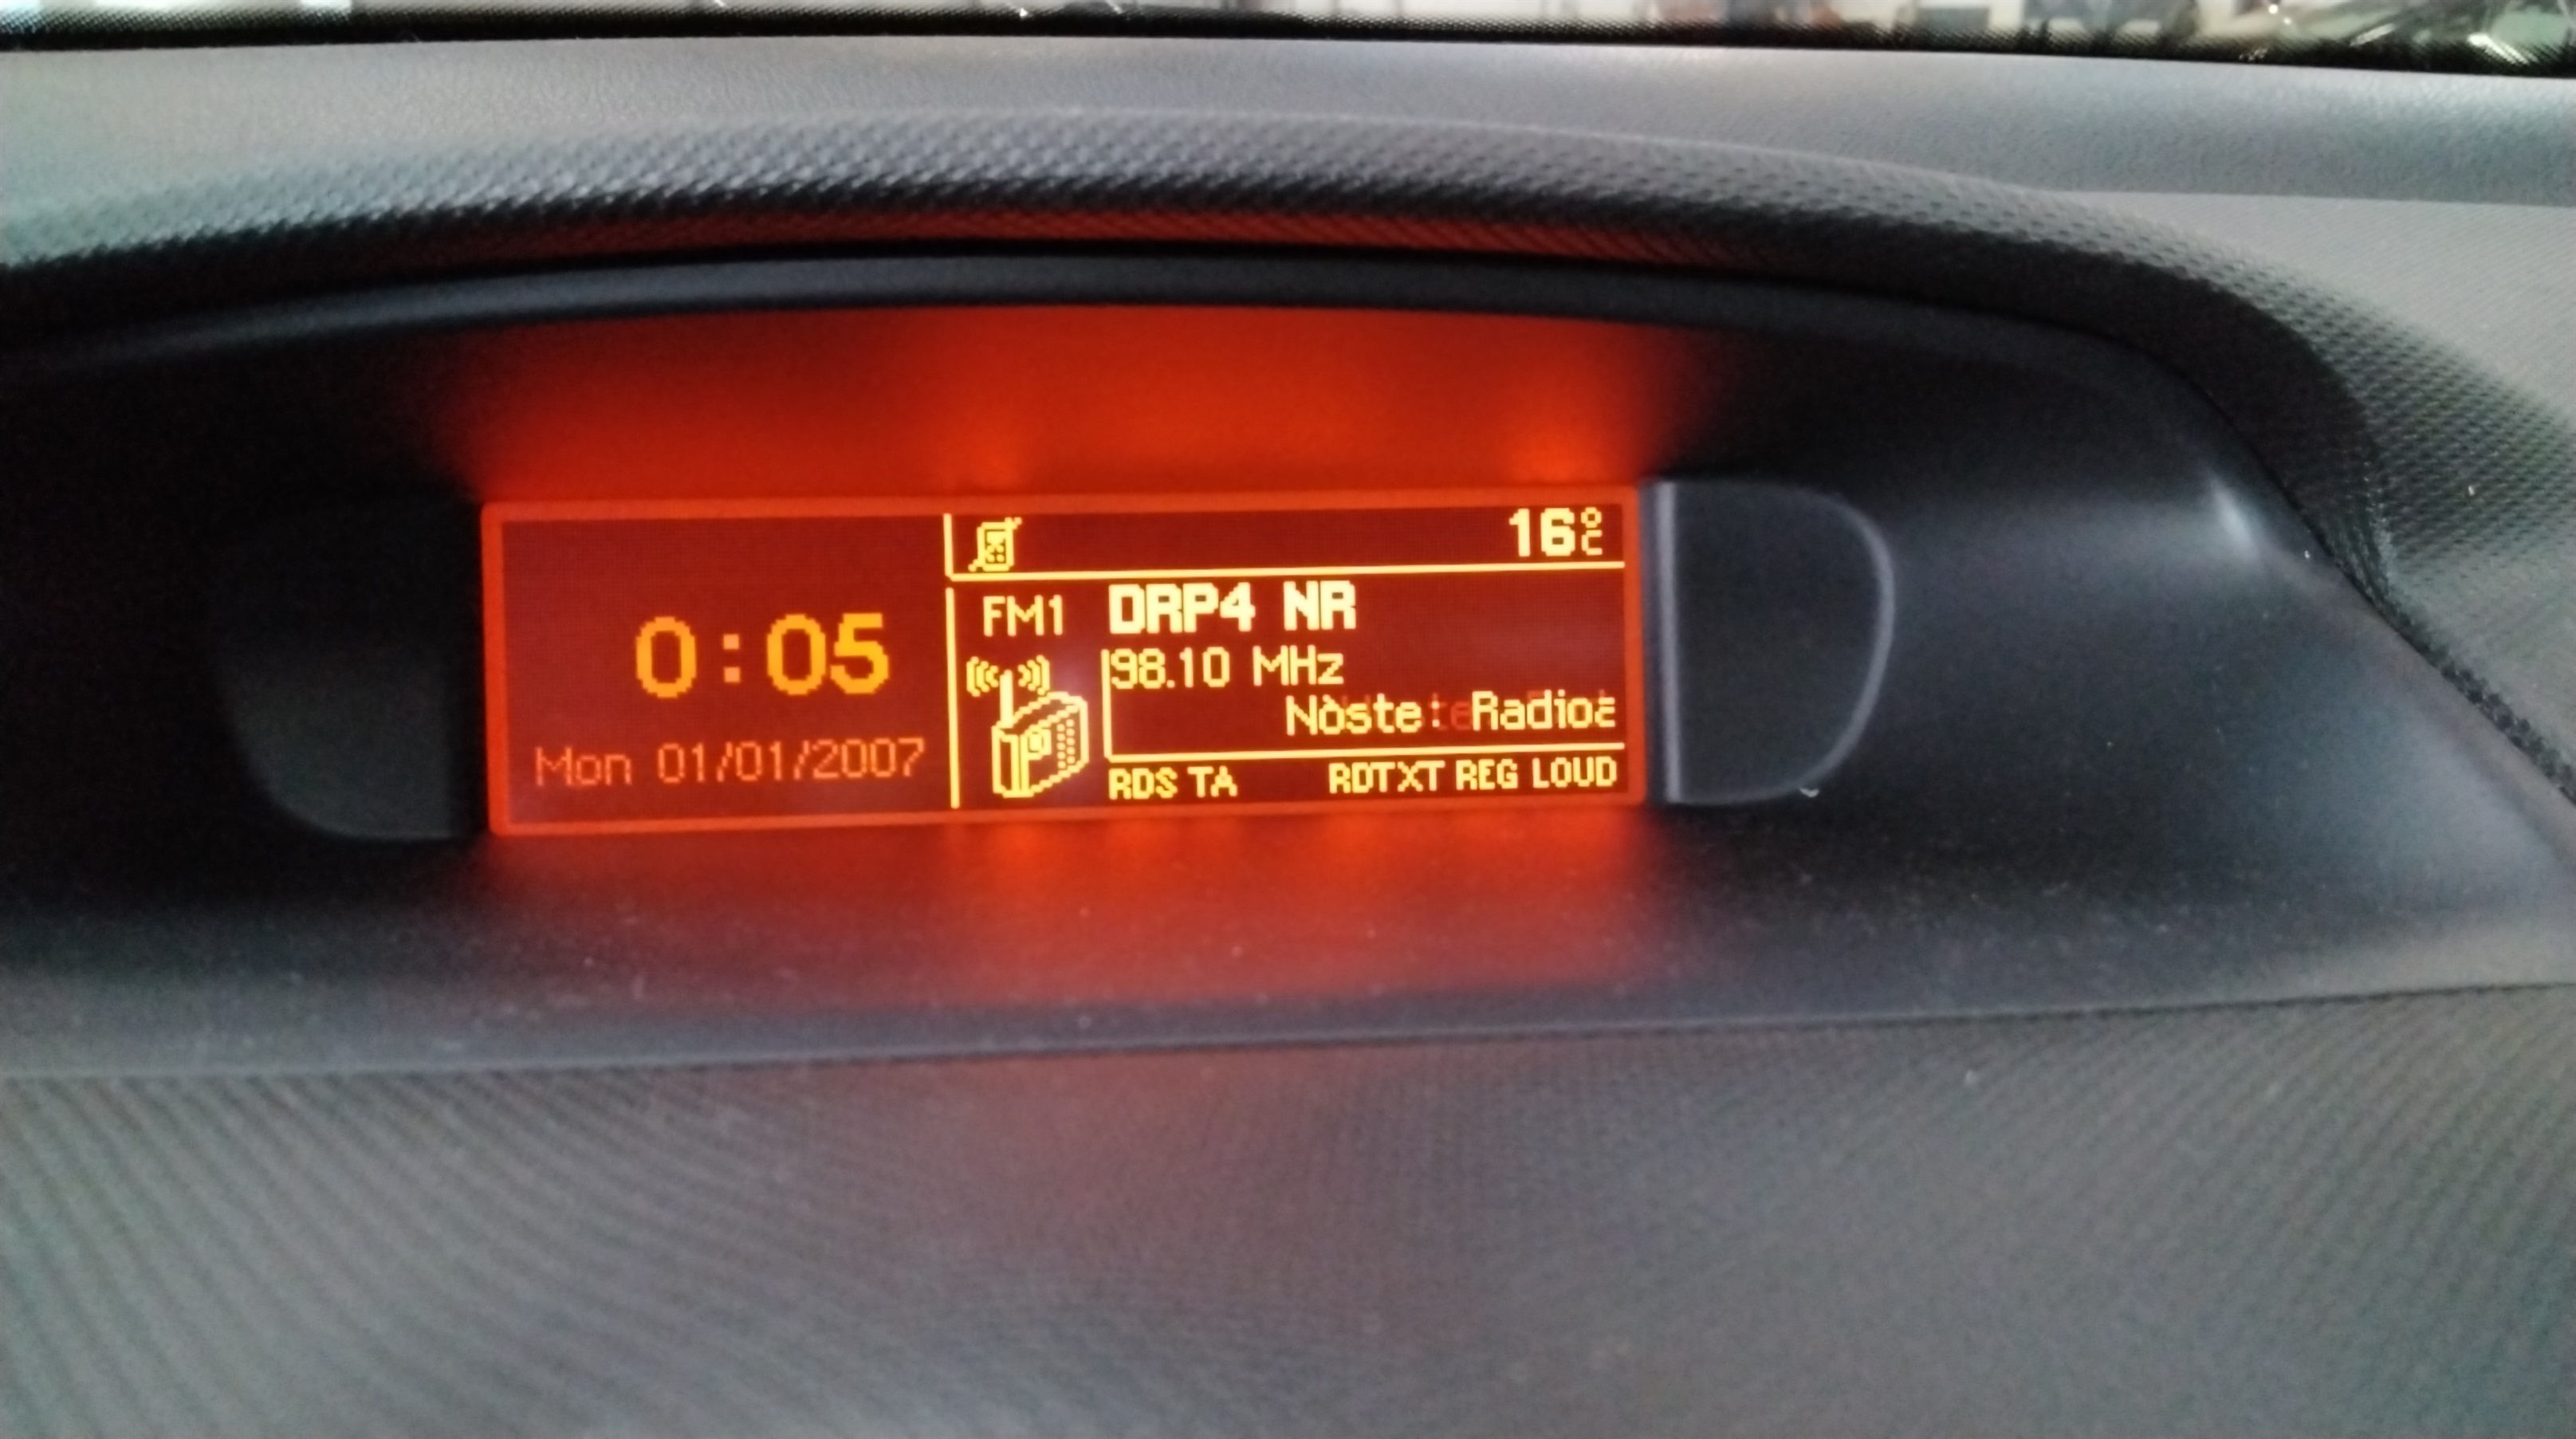 16°C
0:05
Mon 01/01/2007
FM1 DRP4 NR
98.10 MHz
RDS TA RDTXT REG LOUD